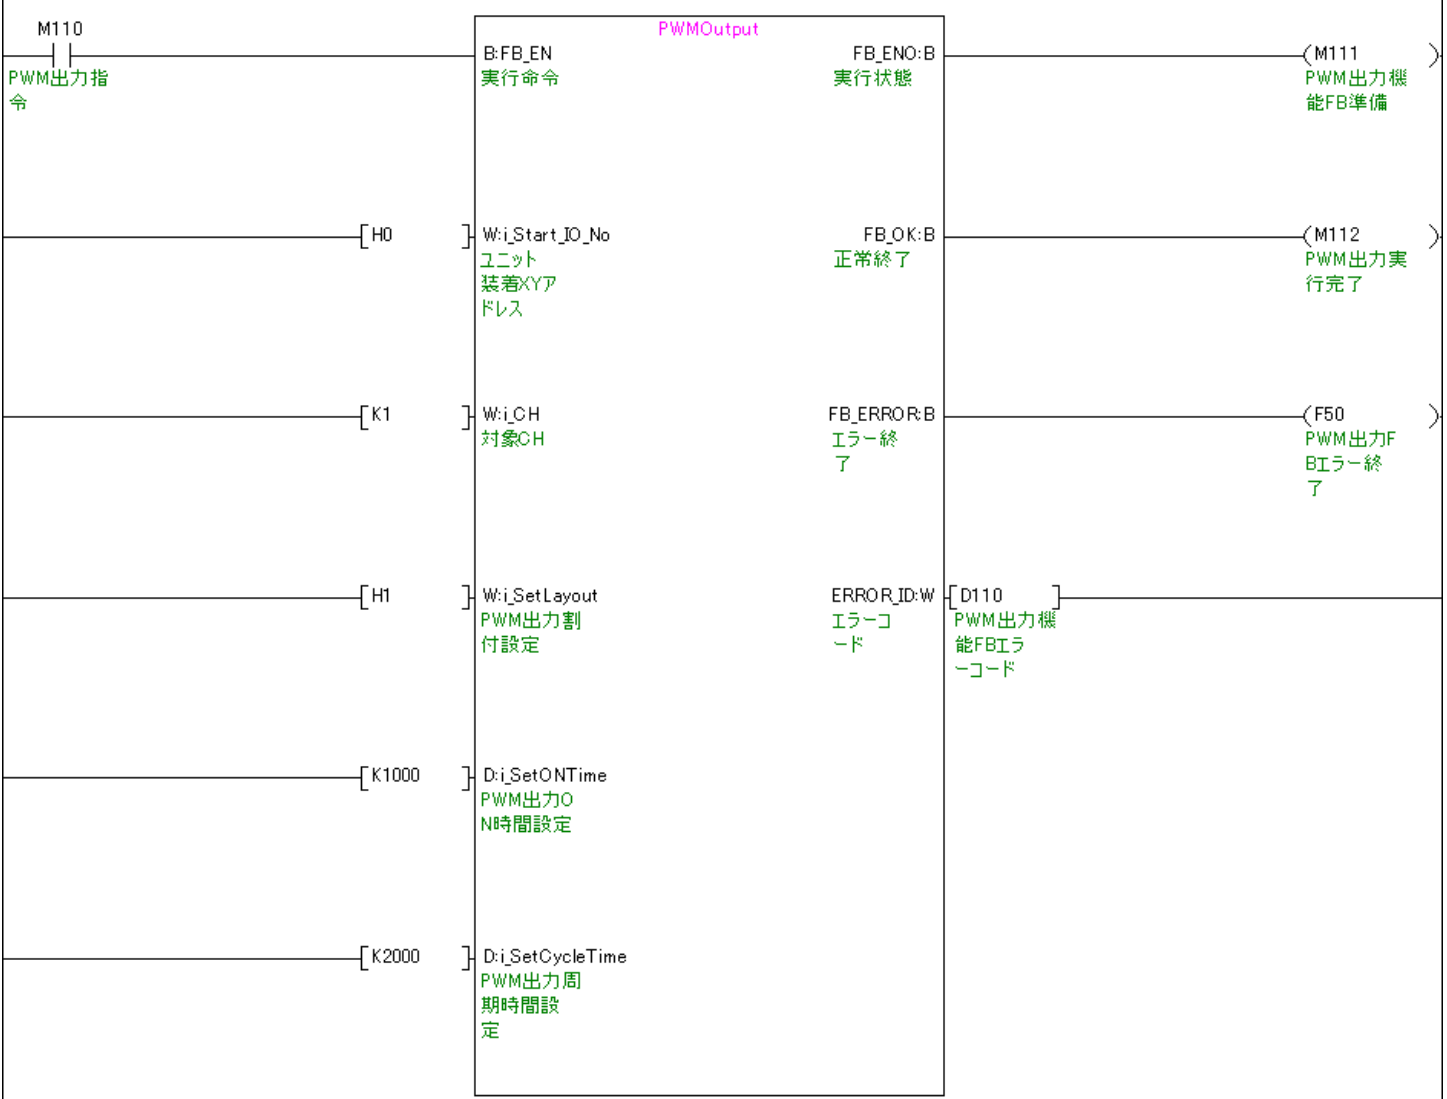 M110
PWM出力指
令
PWMOutput
B:FB_EN
実行命令
FB_ENO:B
実行状態
M111
PWM出力機
能FB準備
H0
W:i_Start_IO_No
ユニット
装着XYア
ドレス
FB_OK:B
正常終了
M112
PWM出力実
行完了
K1
W:i_CH
対象CH
FB_ERROR:B
エラー終
了
F50
PWM出力F
Bエラー終
了
H1
W:i_SetLayout
PWM出力割
付設定
ERROR_ID:W
エラーコ
ード
D110
PWM出力機
能FBエラ
ーコード
K1000
D:i_SetONTime
PWM出力O
N時間設定
K2000
D:i_SetCycleTime
PWM出力周
期時間設
定